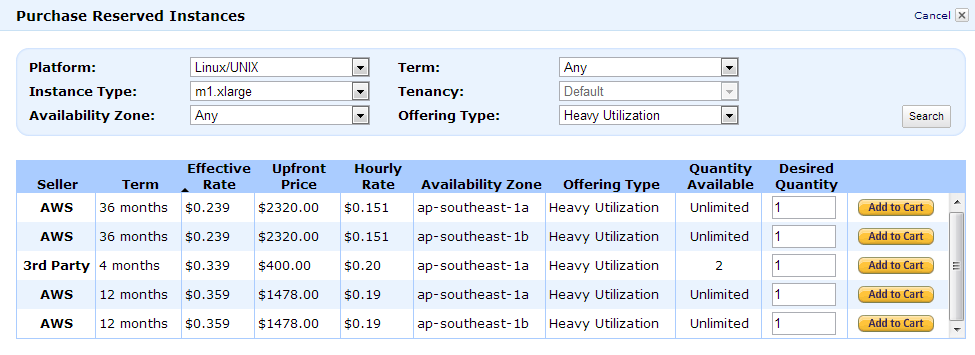 Purchase Reserved Instances Cancel
Platform: Linux/UNIX Term: Any
Instance Type: m1.xlarge Tenancy: Default
Availability Zone: Any Offering Type: Heavy Utilization Search
Seller Term Effective Rate Upfront Price Hourly Rate Availability Zone Offering Type Quantity Available Desired Quantity
AWS 36 months $0.239 $2320.00 $0.151 ap-southeast-1a Heavy Utilization Unlimited 1 Add to Cart
AWS 36 months $0.239 $2320.00 $0.151 ap-southeast-1b Heavy Utilization Unlimited 1 Add to Cart
3rd Party 4 months $0.339 $400.00 $0.20 ap-southeast-1a Heavy Utilization 2 1 Add to Cart
AWS 12 months $0.359 $1478.00 $0.19 ap-southeast-1a Heavy Utilization Unlimited 1 Add to Cart
AWS 12 months $0.359 $1478.00 $0.19 ap-southeast-1b Heavy Utilization Unlimited 1 Add to Cart